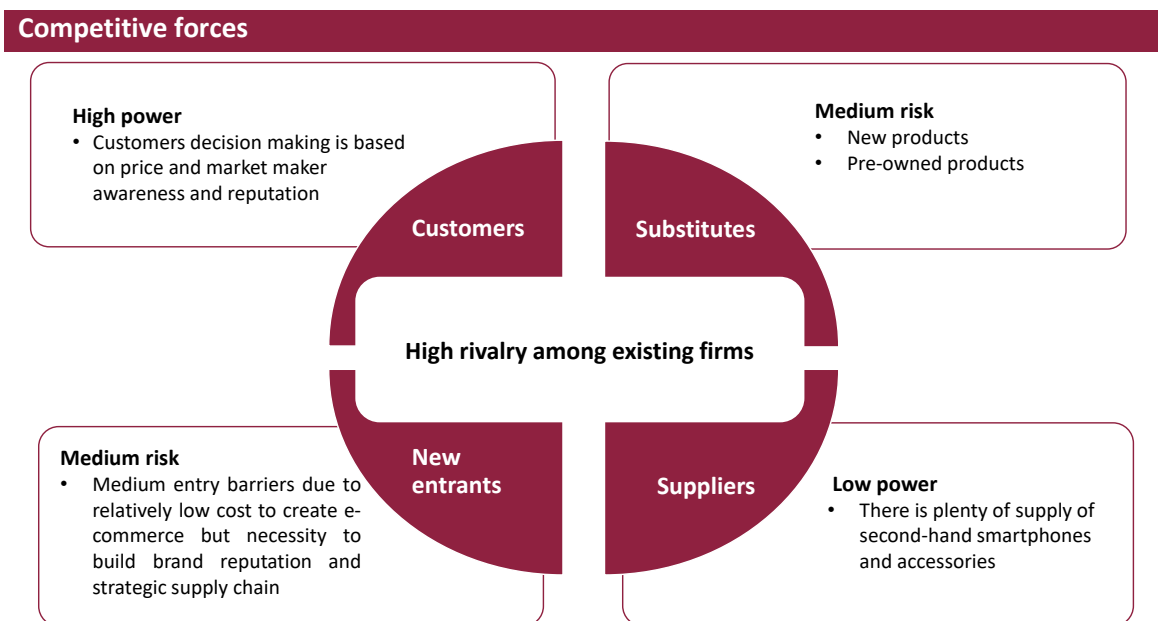 Competitive forces
High power
• Customers decision making is based
on price and market maker
awareness and reputation
Medium risk
• New products
• Pre-owned products
Customers
Substitutes
High rivalry among existing firms
Medium risk
• Medium entry barriers due to
relatively low cost to create e-
commerce but necessity to
build brand reputation and
strategic supply chain
New
entrants
Suppliers
Low power
• There is plenty of supply of
second-hand smartphones
and accessories